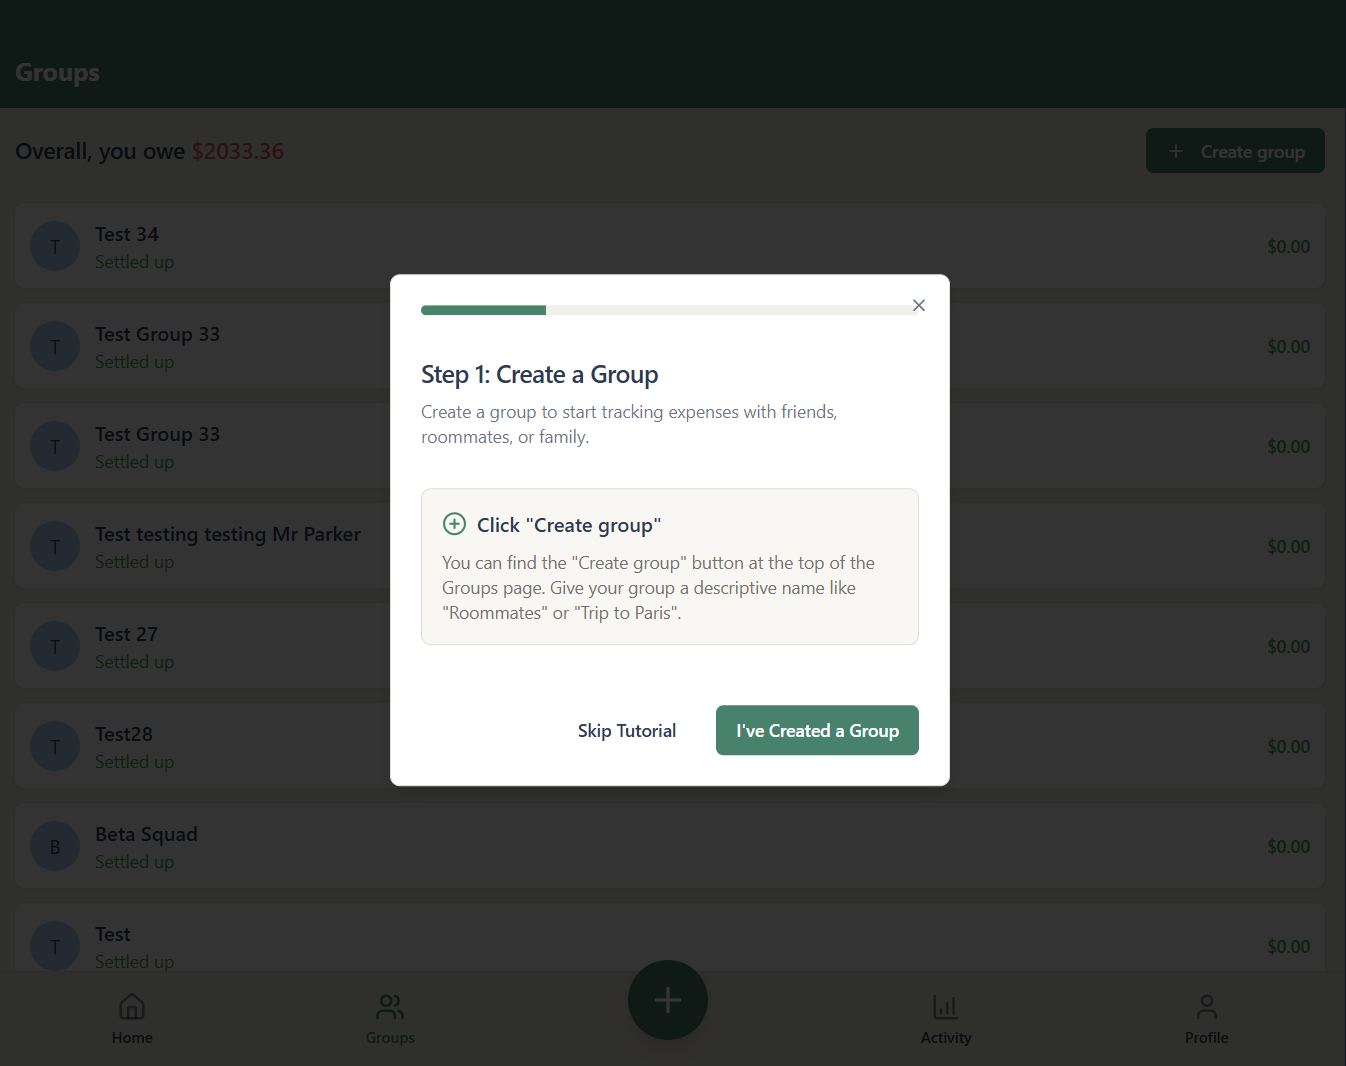 Groups
Overall, you owe $2033.36
+ Create group
T
Test 34
Settled up
$0.00
T
Test Group 33
Settled up
$0.00
T
Test Group 33
Settled up
$0.00
T
Test testing testing Mr Parker
Settled up
$0.00
T
Test 27
Settled up
$0.00
T
Test28
Settled up
$0.00
B
Beta Squad
Settled up
$0.00
T
Test
Settled up
$0.00
Step 1: Create a Group
Create a group to start tracking expenses with friends,
roommates, or family.
Click "Create group"
You can find the "Create group" button at the top of the
Groups page. Give your group a descriptive name like
"Roommates" or "Trip to Paris".
Skip Tutorial
I've Created a Group
Home
Groups
Activity
Profile